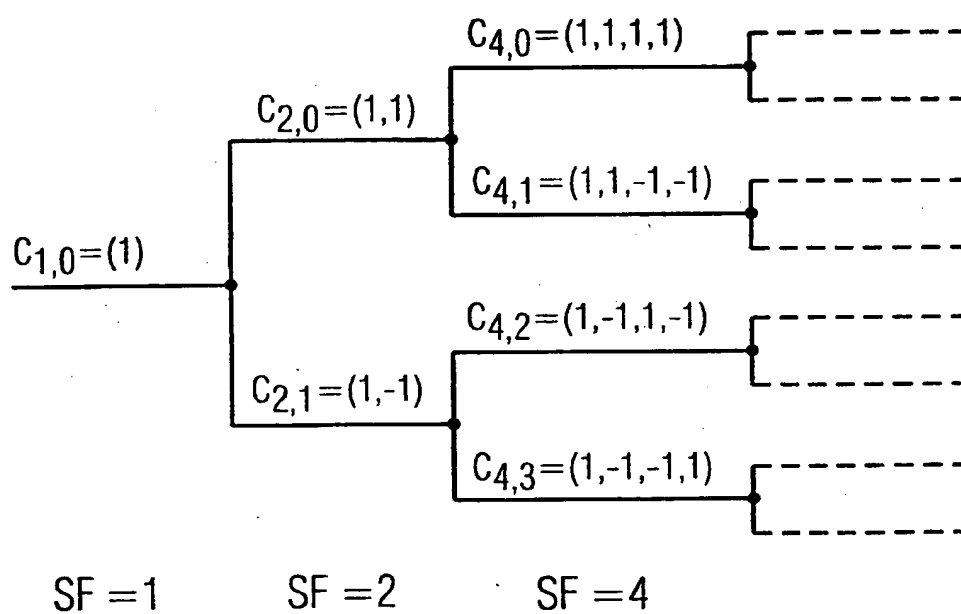 C4,0=(1,1,1,1)
C2,0=(1,1)
C4,1=(1,1,-1,-1)
C1,0=(1)
C4,2=(1,-1,1,-1)
C2,1=(1,-1)
C4,3=(1,-1,-1,1)
SF=1 SF=2 SF=4